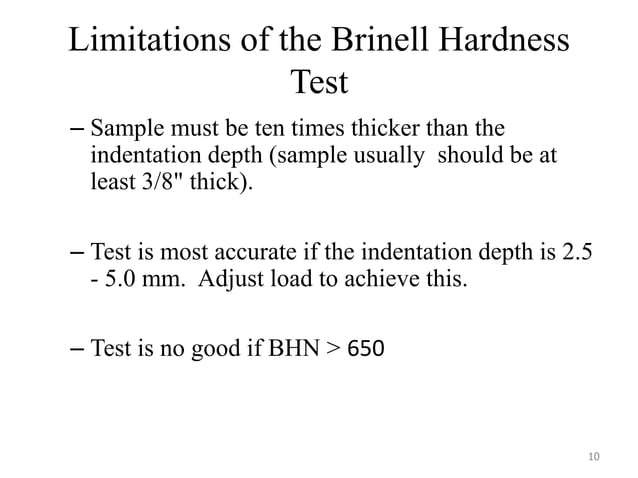 Limitations of the Brinell Hardness
Test
– Sample must be ten times thicker than the
indentation depth (sample usually  should be at
least 3/8" thick).
– Test is most accurate if the indentation depth is 2.5
- 5.0 mm.  Adjust load to achieve this.
– Test is no good if BHN > 650
10